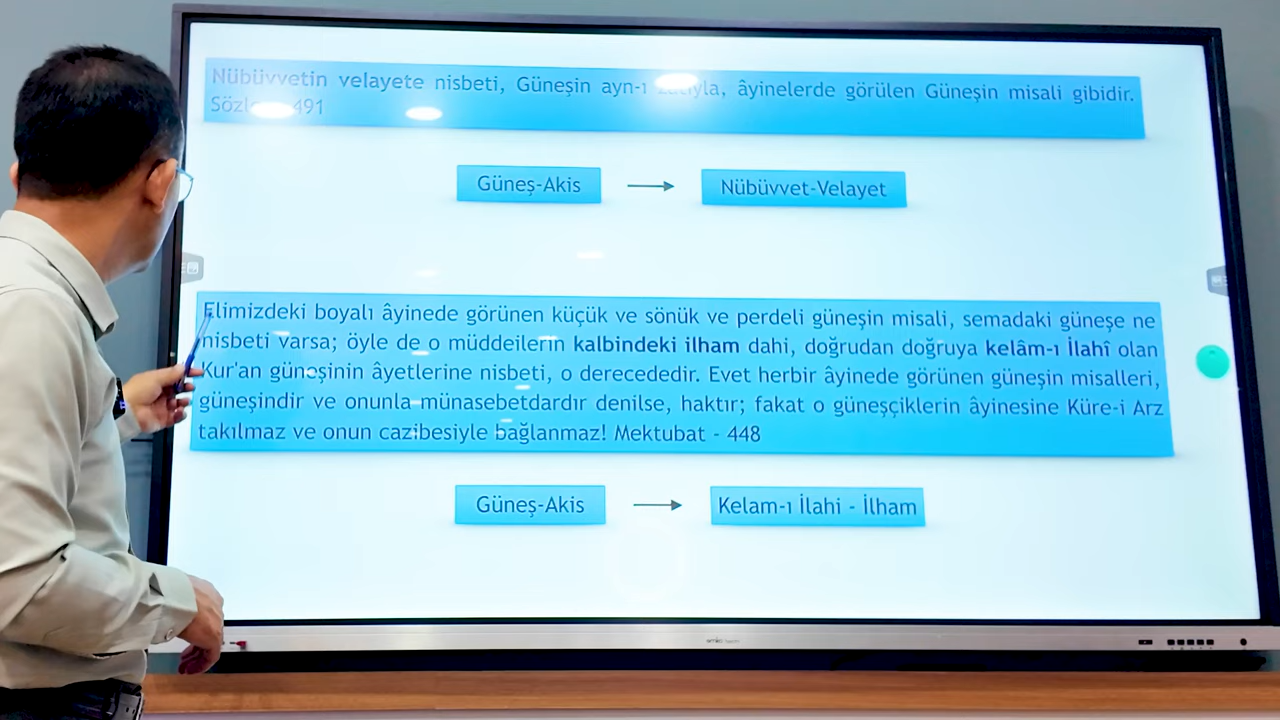 Nübüvvetin velayete nisbeti, Güneşin ayn-ı zatıyla, âyinelerde görülen Güneşin misali gibidir.
491
Güneş-Akis
Nübüvvet-Velayet
Elimizdeki boyalı âyinede görünen küçük ve sönük ve perdeli güneşin misali, semadaki güneşe ne
nisbeti varsa; öyle de o müddeilerin kalbindeki ilham dahi, doğrudan doğruya kelâm-ı İlahî olan
Kur'an güneşinin âyetlerine nisbeti, o derecededir. Evet herbir âyinede görünen güneşin misalleri,
güneşindir ve onunla münasebetdardır denilse, haktır; fakat o güneşçiklerin âyinesine Küre-i Arz
takılmaz ve onun cazibesiyle bağlanmaz! Mektubat - 448
Güneş-Akis
Kelam-ı İlahi - İlham